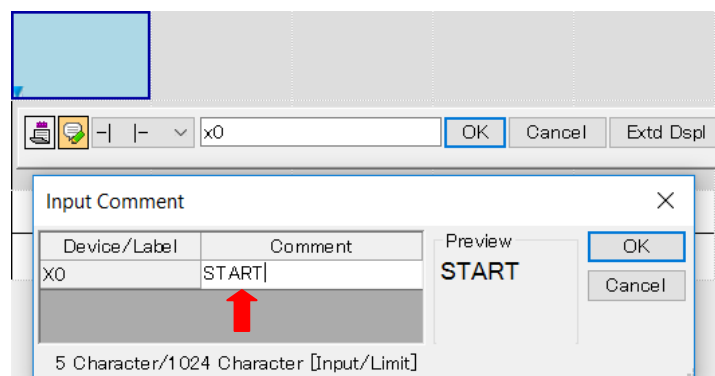 x0 OK Cancel Extd Dspl
Input Comment
Device/Label Comment
X0 START
Preview
START
OK
Cancel
5 Character/1024 Character [Input/Limit]